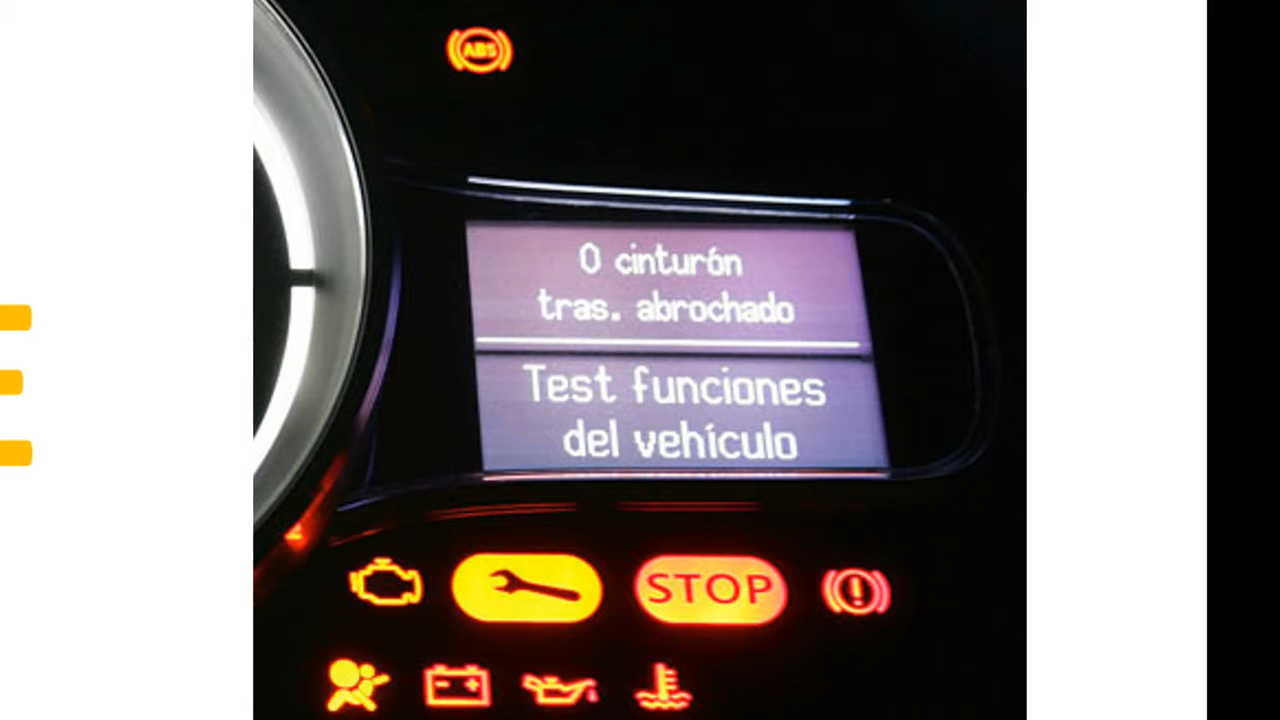 ABS
0 cinturón
tras. abrochado
Test funciones
del vehículo
STOP